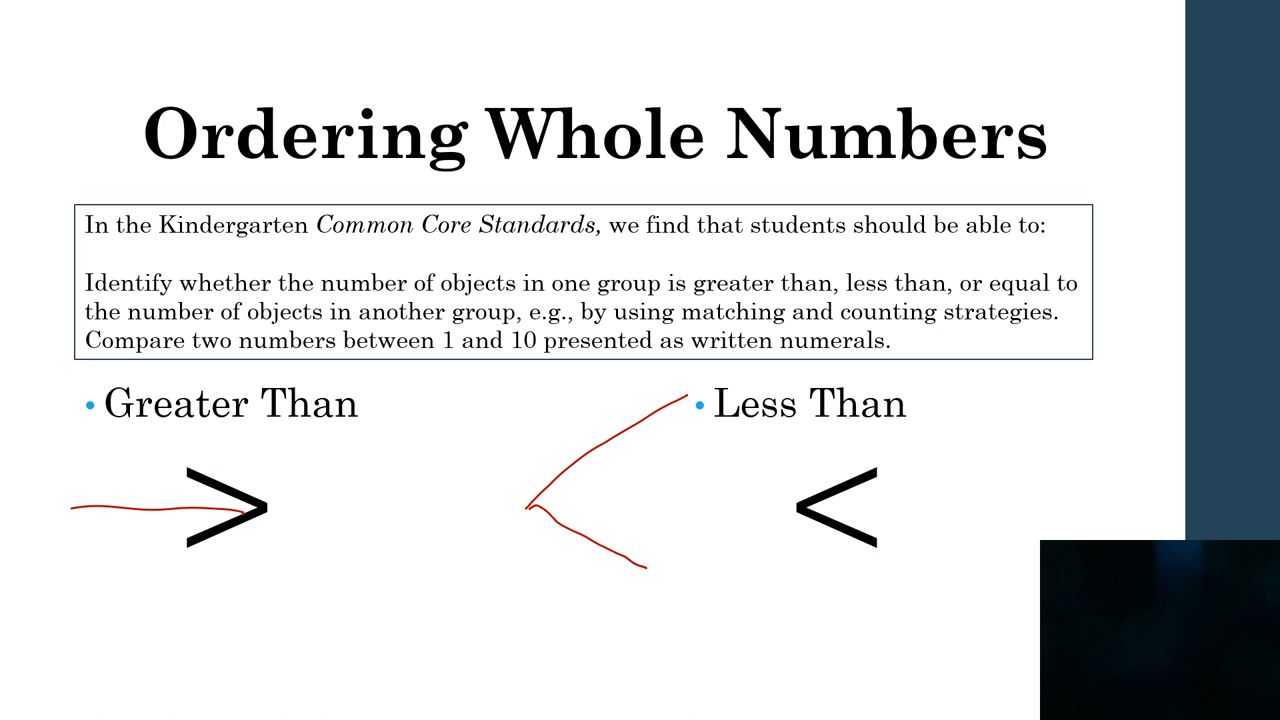 Ordering Whole Numbers
In the Kindergarten Common Core Standards, we find that students should be able to:
Identify whether the number of objects in one group is greater than, less than, or equal to
the number of objects in another group, e.g., by using matching and counting strategies.
Compare two numbers between 1 and 10 presented as written numerals.
• Greater Than
>
• Less Than
<